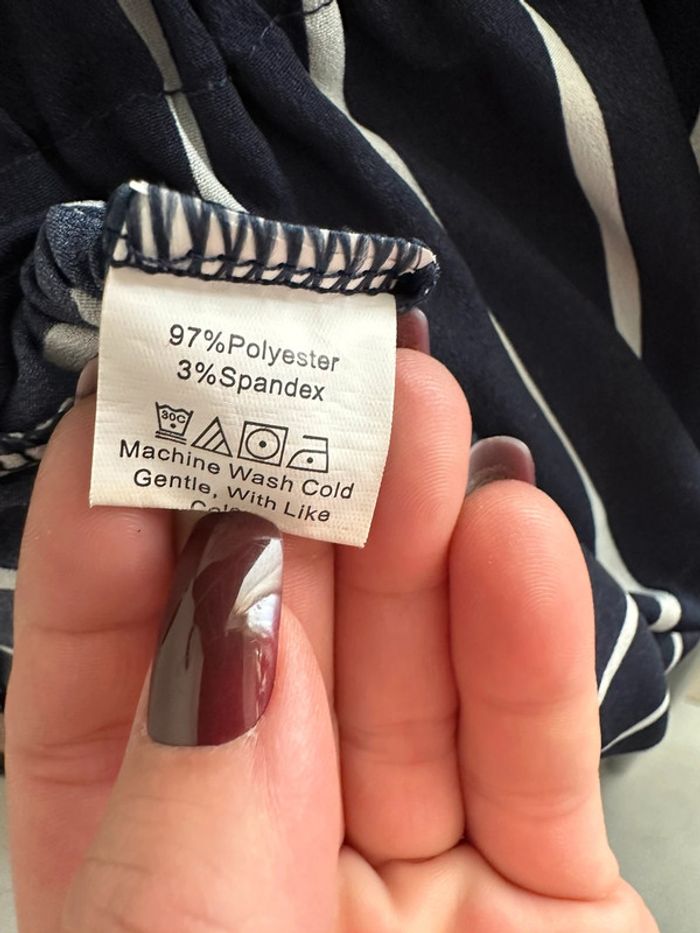 97%Polyester
3%Spandex
30C
Machine Wash Cold
Gentle, With Like